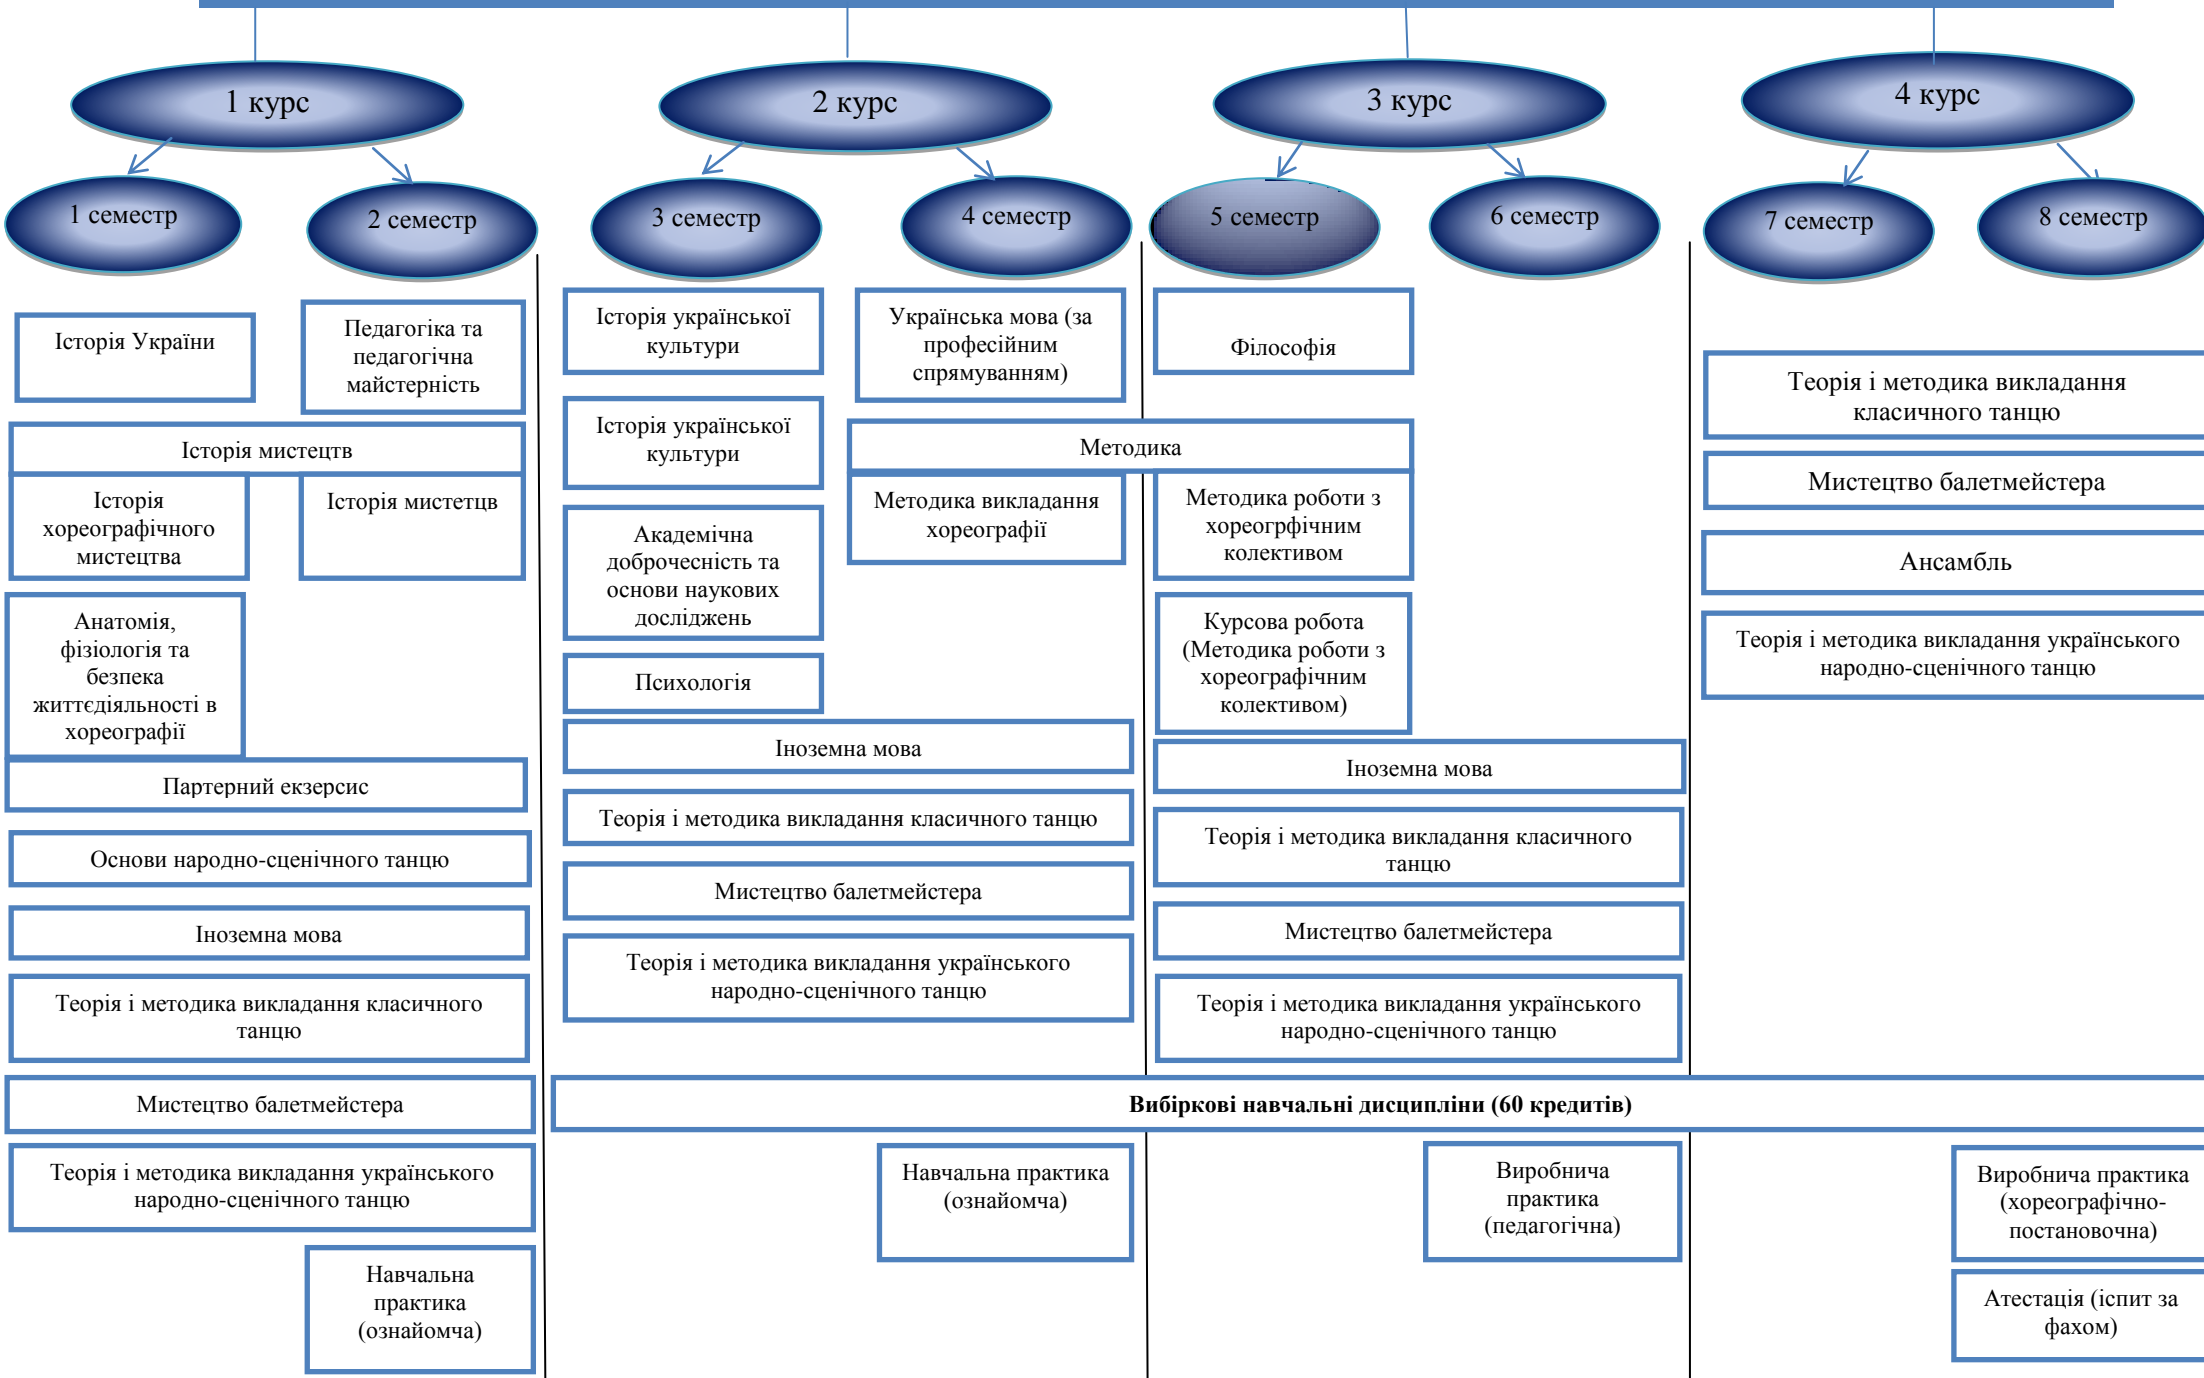 1 курс
2 курс
3 курс
4 курс
1 семестр
2 семестр
3 семестр
4 семестр
5 семестр
6 семестр
7 семестр
8 семестр
Історія України
Педагогіка та
педагогічна
майстерність
Історія мистецтв
Історія
хореографічного
мистецтва
Історія мистетцв
Анатомія,
фізіологія та
безпека
життєдіяльності в
хореографії
Партерний екзерсис
Основи народно-сценічного танцю
Іноземна мова
Теорія і методика викладання класичного
танцю
Мистецтво балетмейстера
Теорія і методика викладання українського
народно-сценічного танцю
Навчальна
практика
(ознайомча)
Історія української
культури
Українська мова (за
професійним
спрямуванням)
Історія української
культури
Методика
Методика викладання
хореографії
Академічна
доброчесність та
основи наукових
досліджень
Психологія
Іноземна мова
Теорія і методика викладання класичного танцю
Мистецтво балетмейстера
Теорія і методика викладання українського
народно-сценічного танцю
Вибіркові навчальні дисципліни (60 кредитів)
Навчальна практика
(ознайомча)
Філософія
Методика роботи з
хореогрфічним
колективом
Курсова робота
(Методика роботи з
хореографічним
колективом)
Іноземна мова
Теорія і методика викладання класичного
танцю
Мистецтво балетмейстера
Теорія і методика викладання українського
народно-сценічного танцю
Виробнича
практика
(педагогічна)
Теорія і методика викладання
класичного танцю
Мистецтво балетмейстера
Ансамбль
Теорія і методика викладання українського
народно-сценічного танцю
Виробнича практика
(хореографічно-
постановочна)
Атестація (іспит за
фахом)